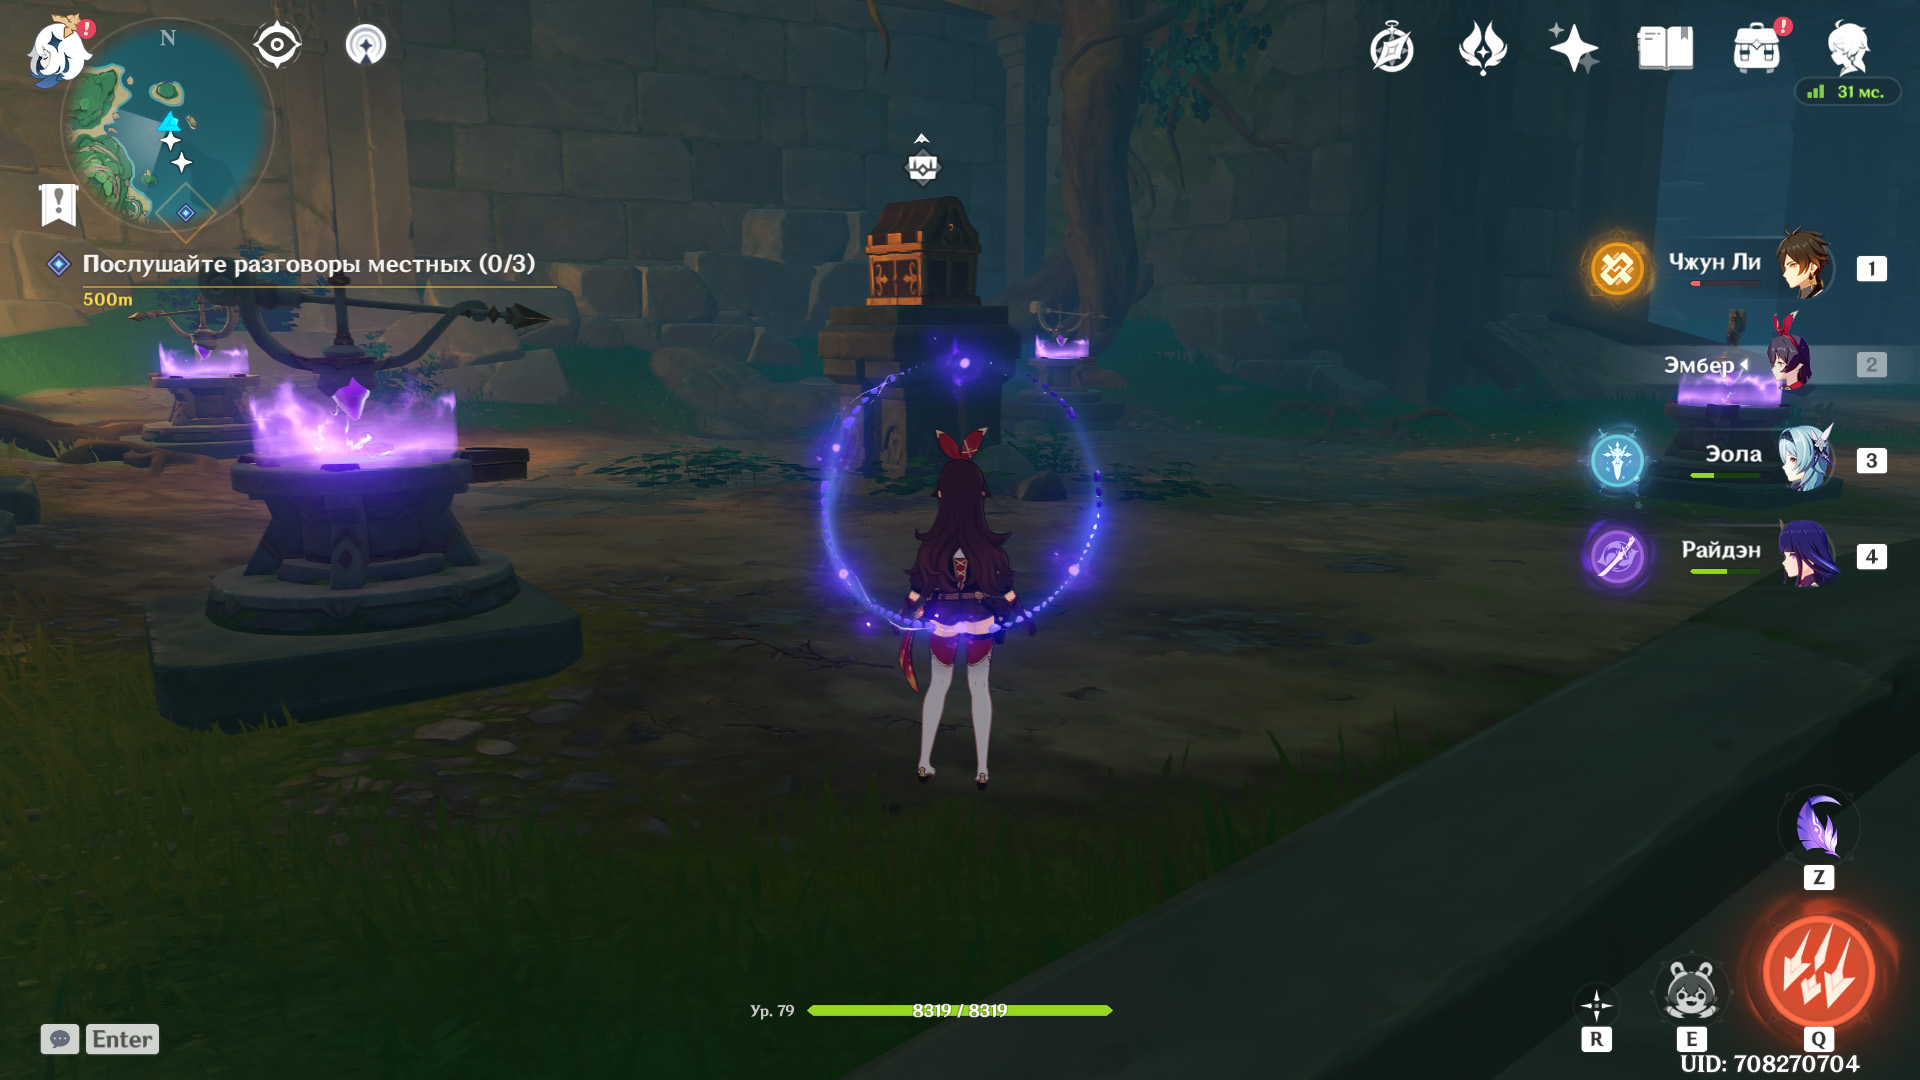 N
31 мс.
Послушайте разговоры местных (0/3)
500m
Чжун Ли
1
Эмбер
2
Эола
3
Райдэн
4
Z
Ур. 79
8319 / 8319
Enter
R
E
Q
UID: 708270704